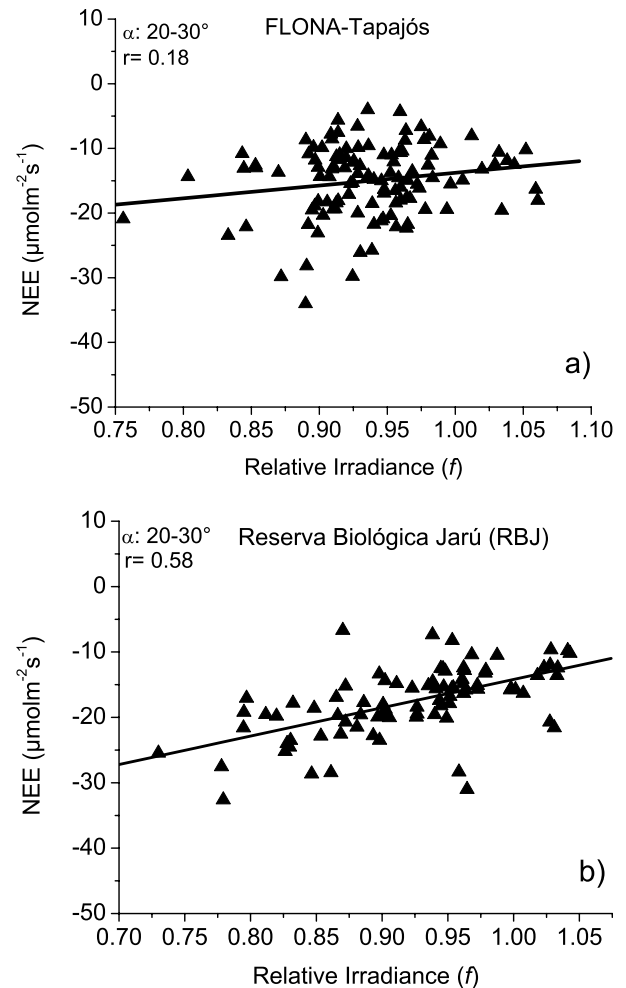 FLONA-Tapajós
α: 20-30°
r= 0.18
10
0
-10
-20
-30
-40
-50
NEE (µmolm⁻²s⁻¹)
a)
0.75 0.80 0.85 0.90 0.95 1.00 1.05 1.10
Relative Irradiance (f)
Reserva Biológica Jarú (RBJ)
α: 20-30°
r= 0.58
10
0
-10
-20
-30
-40
-50
NEE (µmolm⁻²s⁻¹)
b)
0.70 0.75 0.80 0.85 0.90 0.95 1.00 1.05
Relative Irradiance (f)